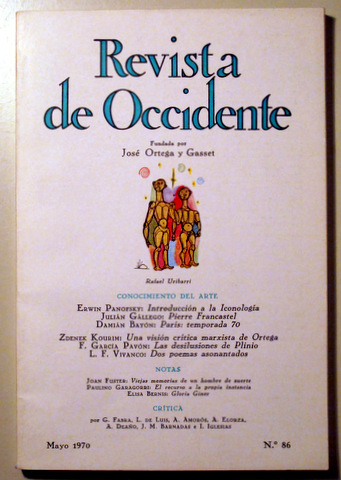 Revista
de Occidente
Fundada por
José Ortega y Gasset
Rafael Uribarri
CONOCIMIENTO DEL ARTE
Erwin Panofsky: Introducción a la Iconología
Julián Gállego: Pierre Francastel
Damián Bayón: París: temporada 70
Zdenek Kourim: Una visión crítica marxista de Ortega
F. García Pavón: Las desilusiones de Plinio
L. F. Vivanco: Dos poemas asonantados
NOTAS
Joan Fuster: Viejas memorias de un hombre de suerte
Paulino Garagorri: El recurso a la propia instancia
Elisa Bernis: Gloria Giner
CRÍTICA
por G. Fabra, L. de Luis, A. Amorós, A. Elorza,
A. Deaño, J. M. Barnadas e I. Iglesias
Mayo 1970 N.º 86